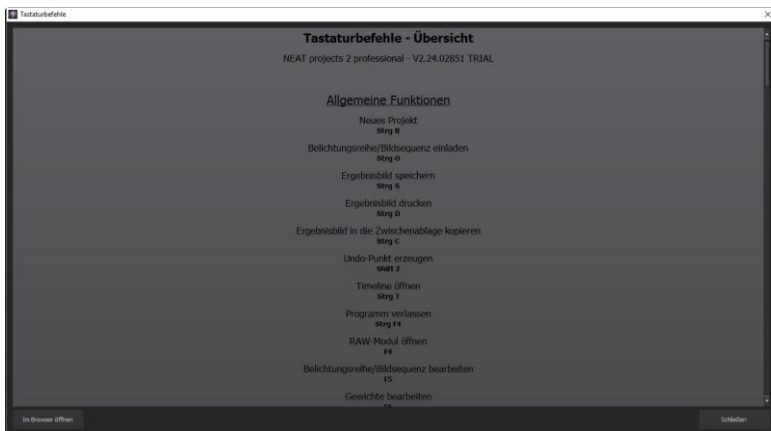 Tastaturbefehle
Tastaturbefehle - Übersicht
NEAT projects 2 professional - V2.24.02851 TRIAL
Allgemeine Funktionen
Neues Projekt
Strg N
Belichtungsreihe/Bildsequenz einladen
Strg O
Ergebnisbild speichern
Strg S
Ergebnisbild drucken
Strg D
Ergebnisbild in die Zwischenablage kopieren
Strg C
Undo-Punkt erzeugen
Shift Z
Timeline öffnen
Strg T
Programm verlassen
Strg F4
RAW-Modul öffnen
F4
Belichtungsreihe/Bildsequenz bearbeiten
F5
Gewichte bearbeiten
Im Browser öffnen
Schließen